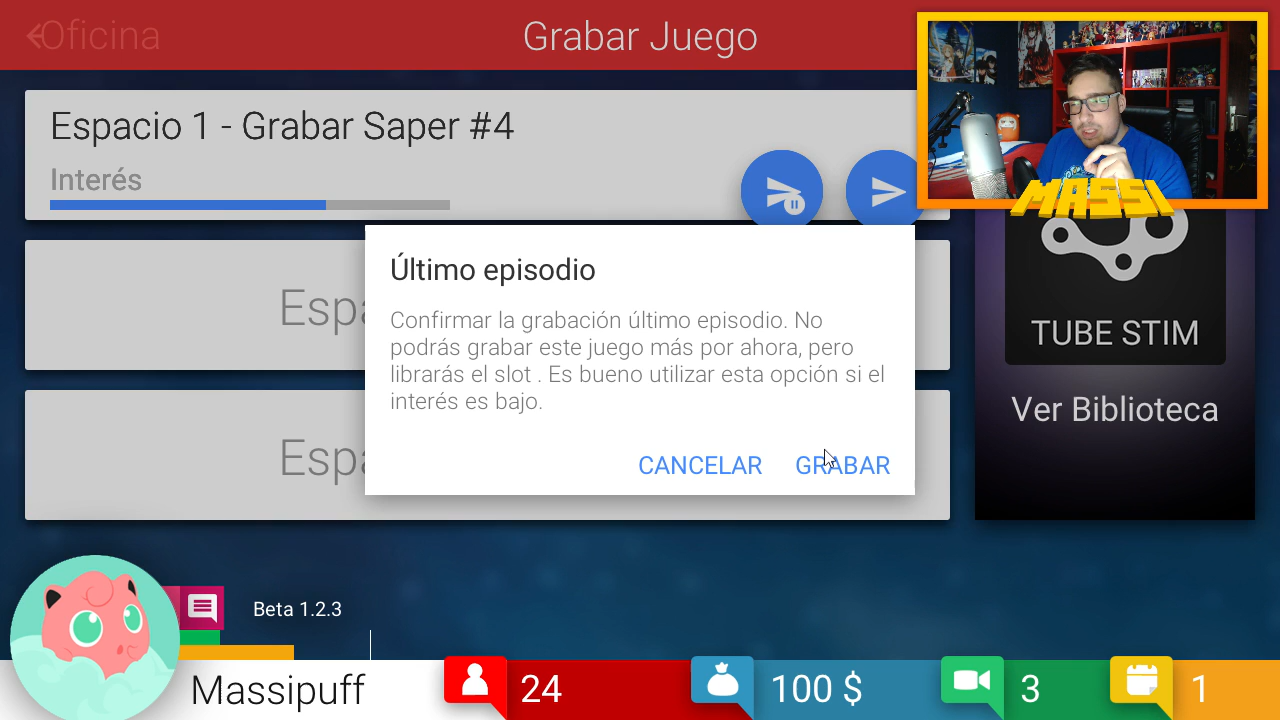 Oficina
Grabar Juego
Espacio 1 - Grabar Saper #4
Interés
MASSI
Último episodio
Confirmar la grabación último episodio. No
podrás grabar este juego más por ahora, pero
librarás el slot . Es bueno utilizar esta opción si el
interés es bajo.
CANCELAR GRABAR
Espa
Espa
TUBE STIM
Ver Biblioteca
Beta 1.2.3
Massipuff
24
100 $
3
1